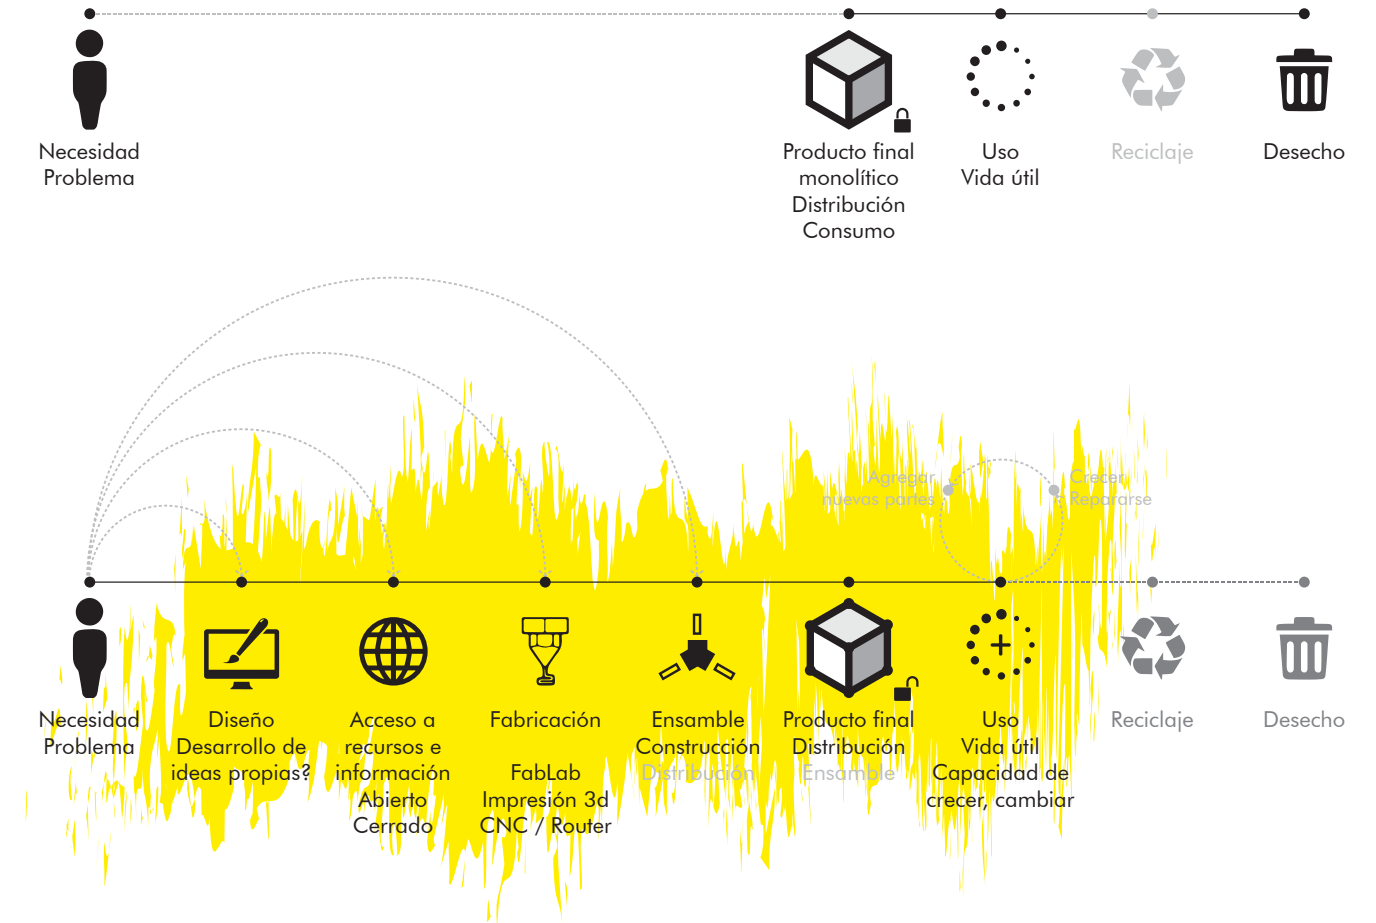 Necesidad
Problema
Producto final
monolítico
Distribución
Consumo
Uso
Vida útil
Reciclaje
Desecho
Agregar
nuevas partes
Crecer
Repararse
Necesidad
Problema
Diseño
Desarrollo de
ideas propias?
Acceso a
recursos e
información
Abierto
Cerrado
Fabricación
FabLab
Impresión 3d
CNC / Router
Ensamble
Construcción
Distribución
Producto final
Distribución
Ensamble
Uso
Vida útil
Capacidad de
crecer, cambiar
Reciclaje
Desecho